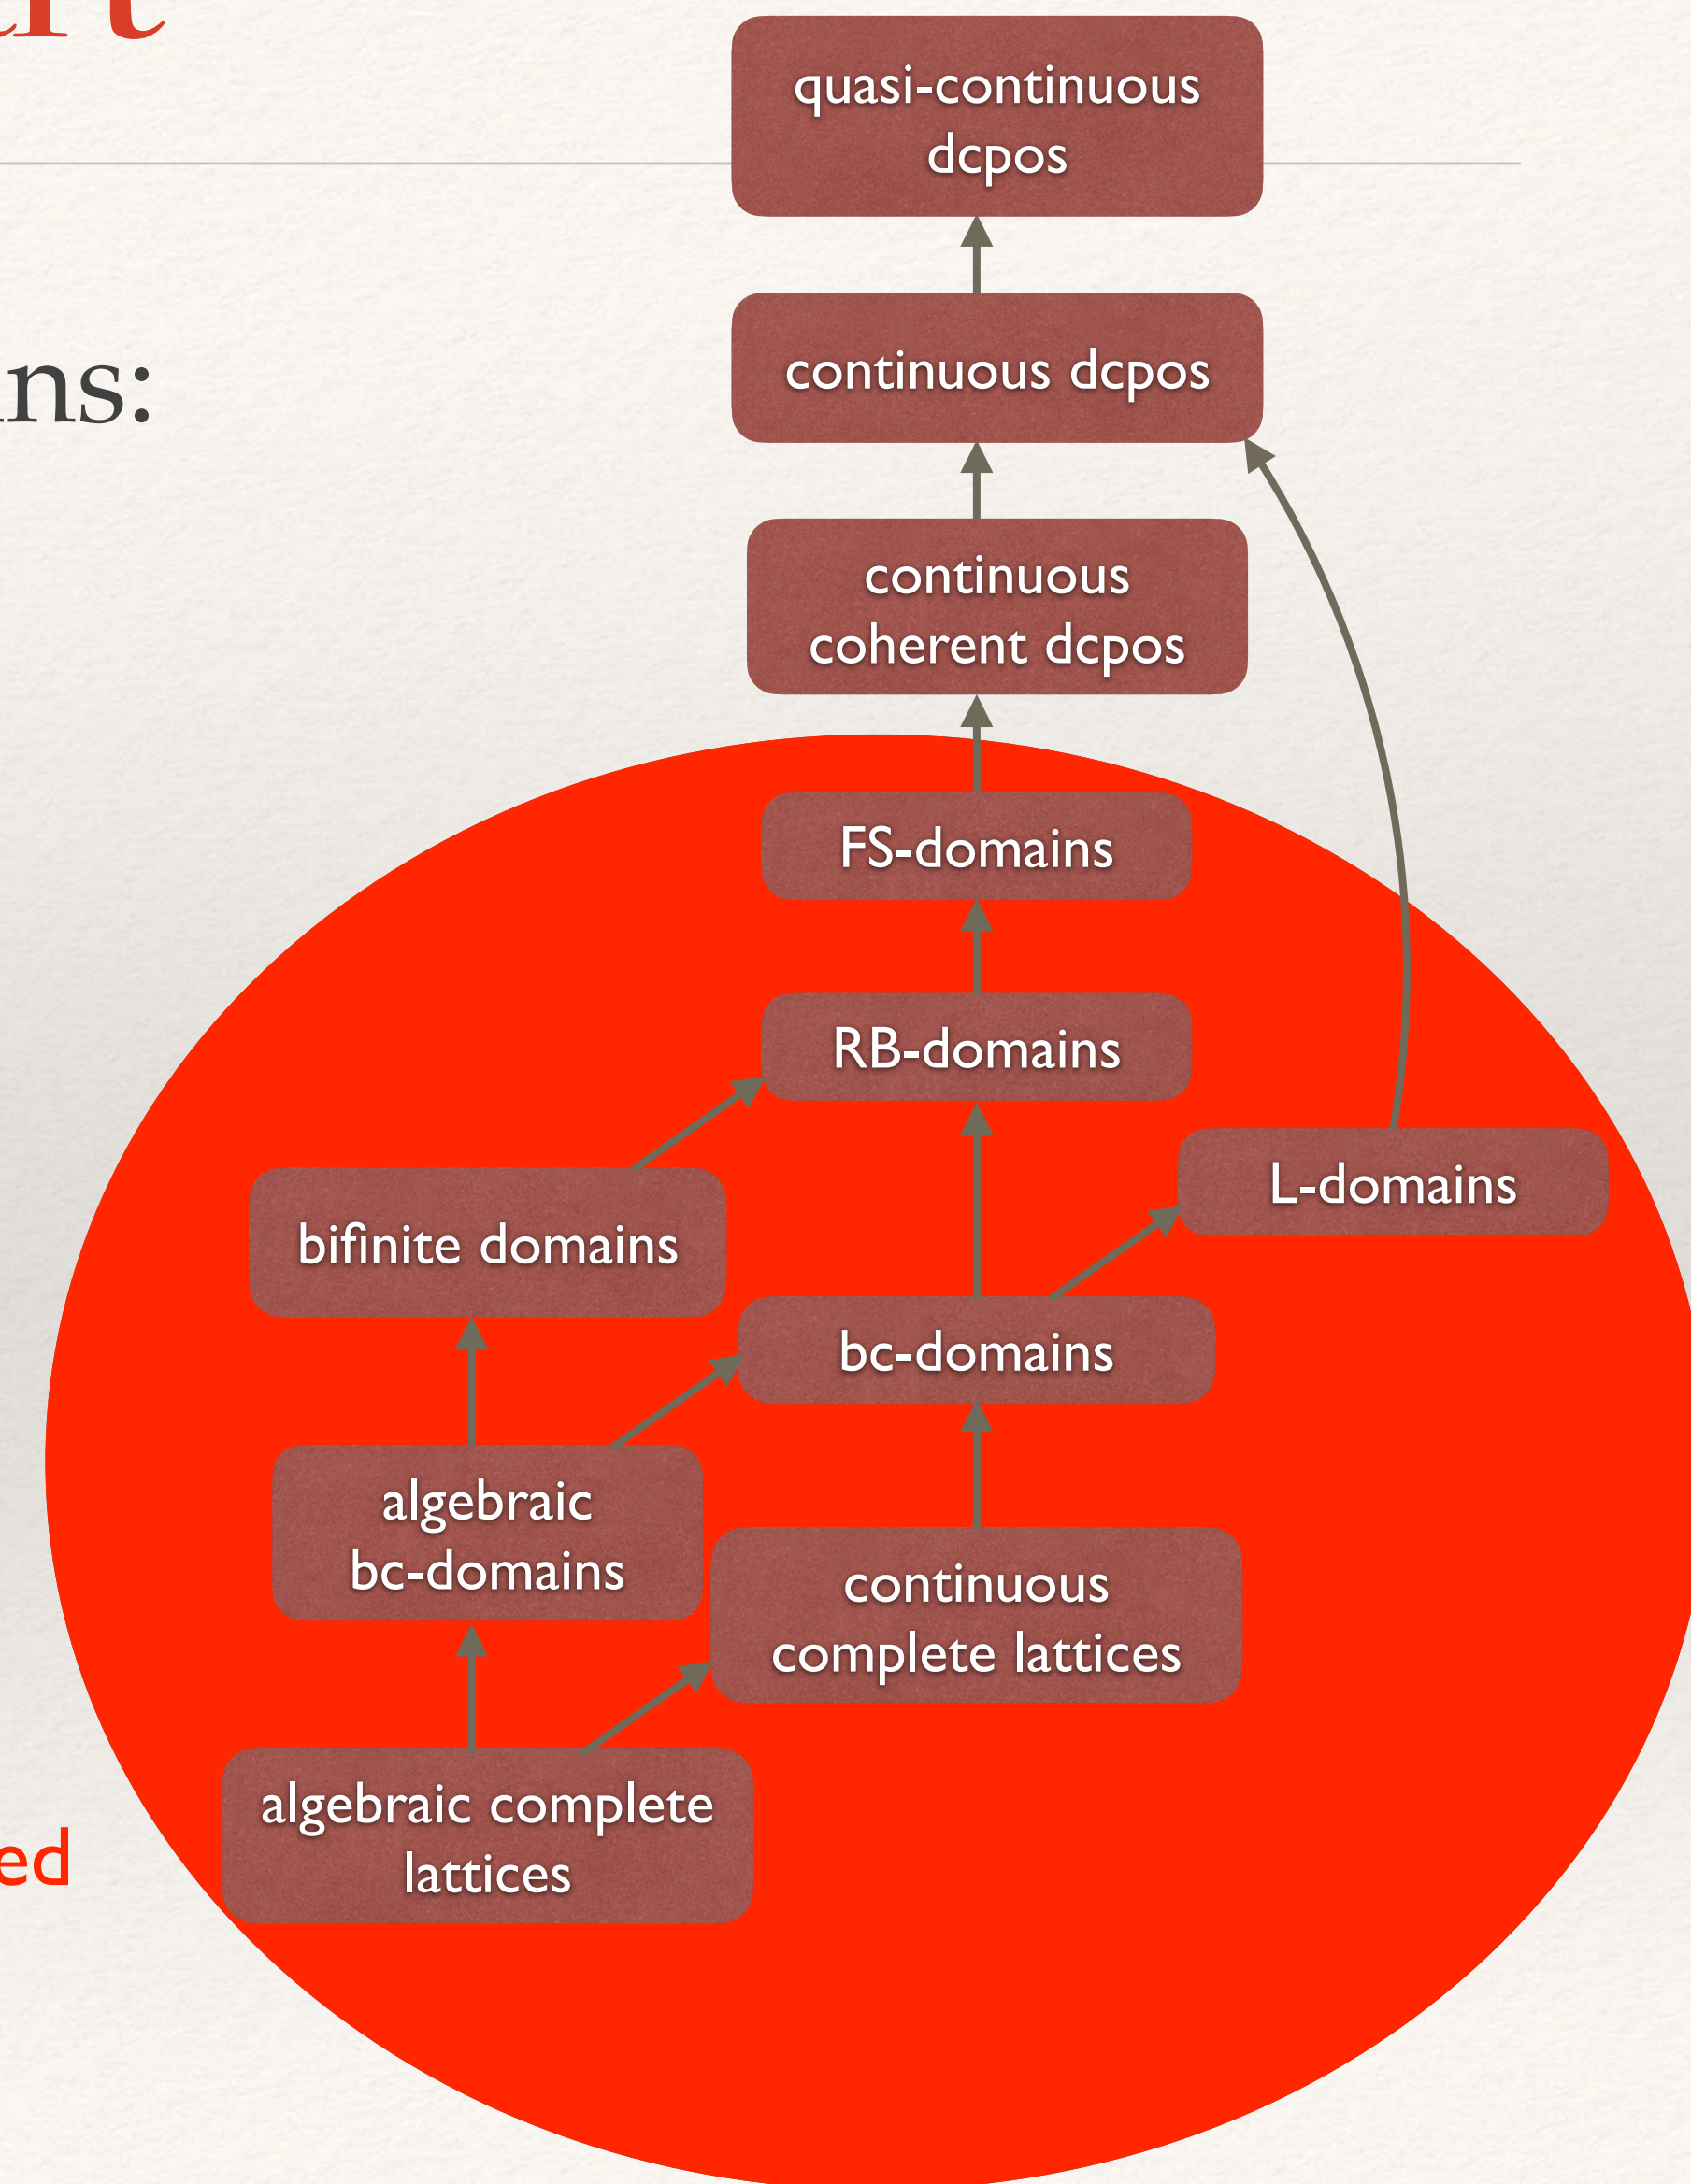 quasi-continuous
dcpos
continuous dcpos
ns:
continuous
coherent dcpos
FS-domains
RB-domains
L-domains
bifinite domains
bc-domains
algebraic
bc-domains
continuous
complete lattices
algebraic complete
lattices
ed